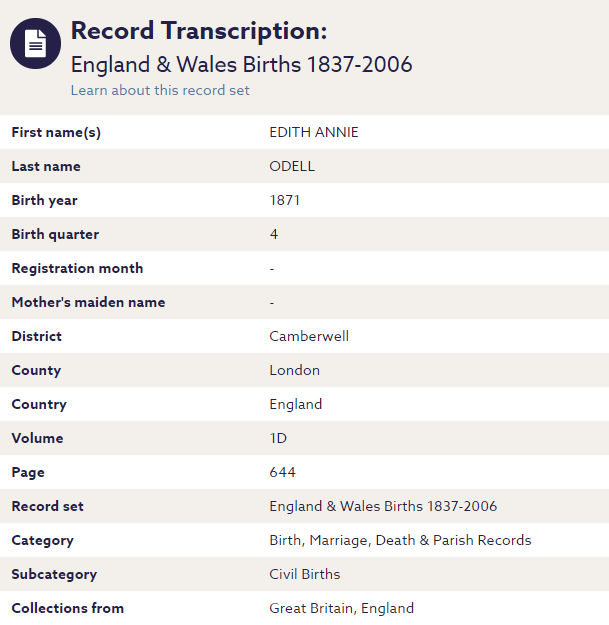 Record Transcription:
England & Wales Births 1837-2006
Learn about this record set
First name(s) EDITH ANNIE
Last name ODELL
Birth year 1871
Birth quarter 4
Registration month -
Mother's maiden name -
District Camberwell
County London
Country England
Volume 1D
Page 644
Record set England & Wales Births 1837-2006
Category Birth, Marriage, Death & Parish Records
Subcategory Civil Births
Collections from Great Britain, England